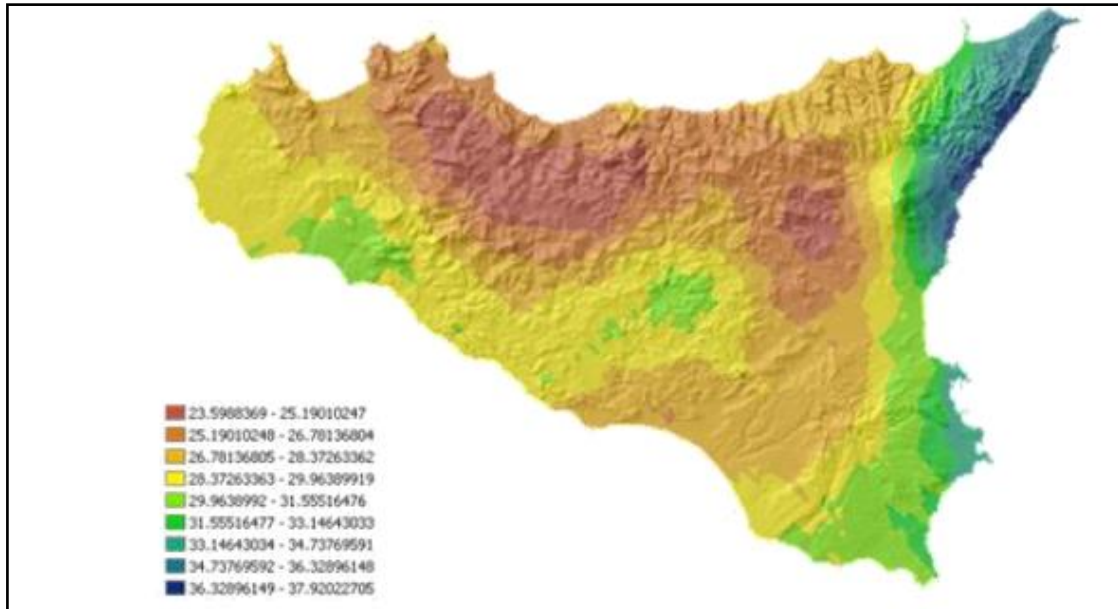 23.5988369 - 25.19010247
25.19010248 - 26.78136804
26.78136805 - 28.37263362
28.37263363 - 29.96389919
29.9638992 - 31.55516476
31.55516477 - 33.14643033
33.14643034 - 34.73769591
34.73769592 - 36.32896148
36.32896149 - 37.92022705